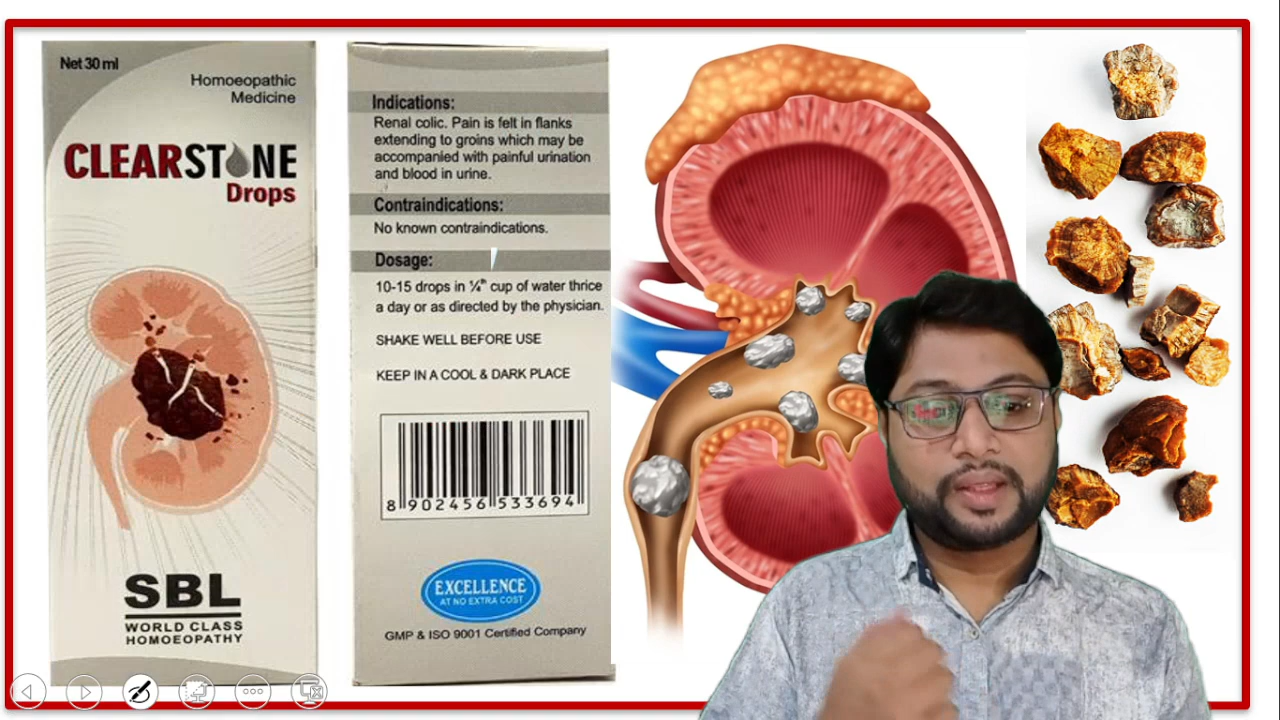 Net 30 ml
Homoeopathic
Medicine
CLEARSTONE
Drops
SBL
WORLD CLASS
HOMOEOPATHY
Indications:
Renal colic. Pain is felt in flanks
extending to groins which may be
accompanied with painful urination
and blood in urine.
Contraindications:
No known contraindications.
Dosage:
10-15 drops in ¼th cup of water thrice
a day or as directed by the physician.
SHAKE WELL BEFORE USE
KEEP IN A COOL & DARK PLACE
8 902456 533694
EXCELLENCE
AT NO EXTRA COST
GMP & ISO 9001 Certified Company